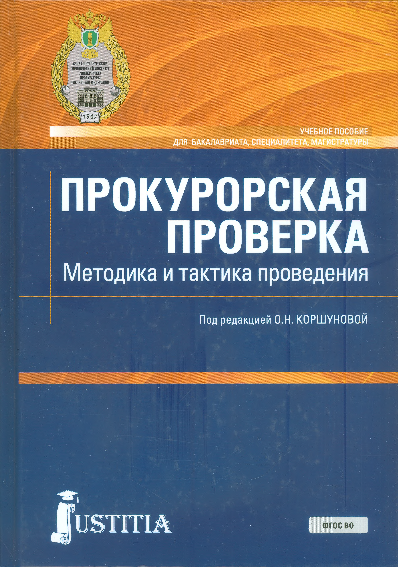 УЧЕБНОЕ ПОСОБИЕ
ДЛЯ БАКАЛАВРИАТА, СПЕЦИАЛИТЕТА, МАГИСТРАТУРЫ
ПРОКУРОРСКАЯ
ПРОВЕРКА
Методика и тактика проведения
Под редакцией О.Н. КОРШУНОВОЙ
JUSTITIA
ФГОС ВО